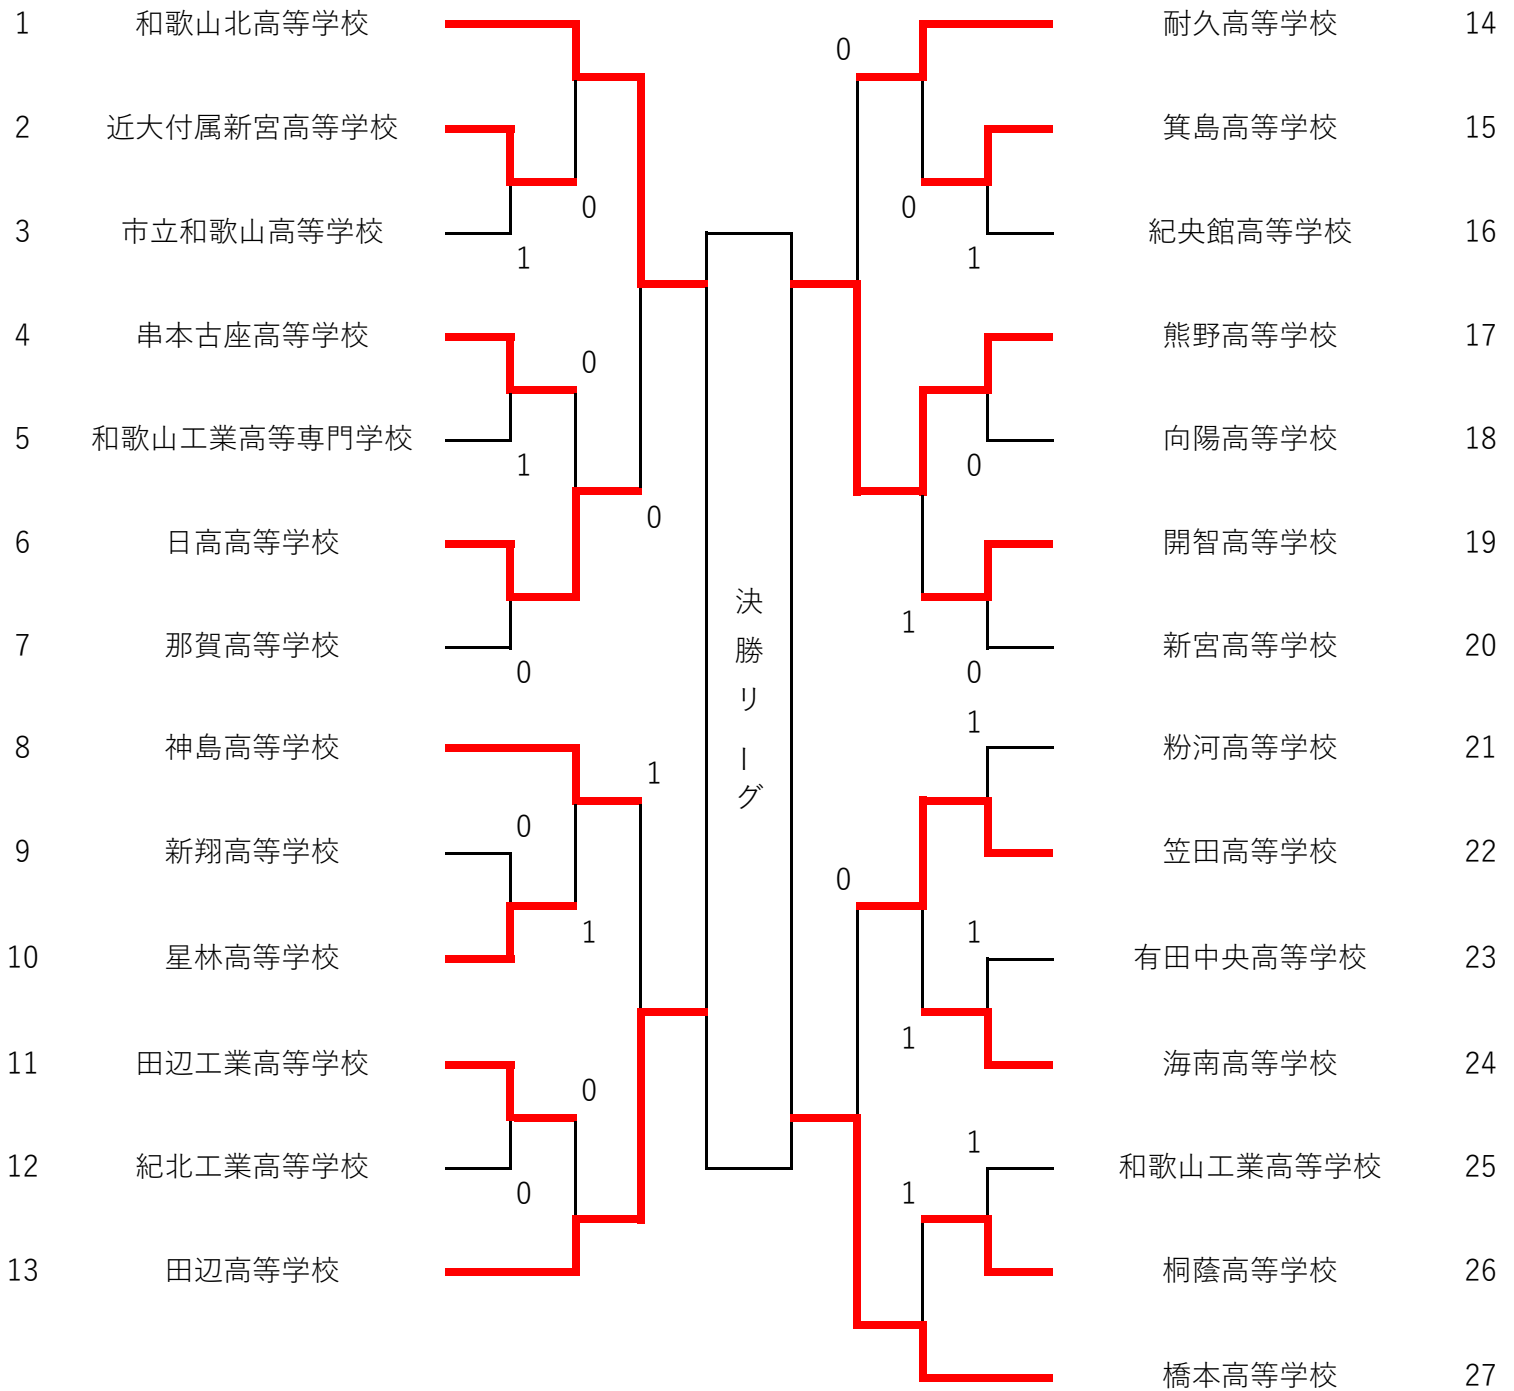 1 和歌山北高等学校
2 近大付属新宮高等学校
0
3 市立和歌山高等学校
1
4 串本古座高等学校
0
5 和歌山工業高等専門学校
1
0
6 日高高等学校
7 那賀高等学校
0
8 神島高等学校
1
0
9 新翔高等学校
1
10 星林高等学校
11 田辺工業高等学校
0
12 紀北工業高等学校
0
13 田辺高等学校
決勝リーグ
耐久高等学校 14
0
箕島高等学校 15
0
紀央館高等学校 16
1
熊野高等学校 17
向陽高等学校 18
0
開智高等学校 19
1
新宮高等学校 20
0
1
粉河高等学校 21
笠田高等学校 22
0
1
有田中央高等学校 23
1
海南高等学校 24
1
和歌山工業高等学校 25
1
桐蔭高等学校 26
橋本高等学校 27